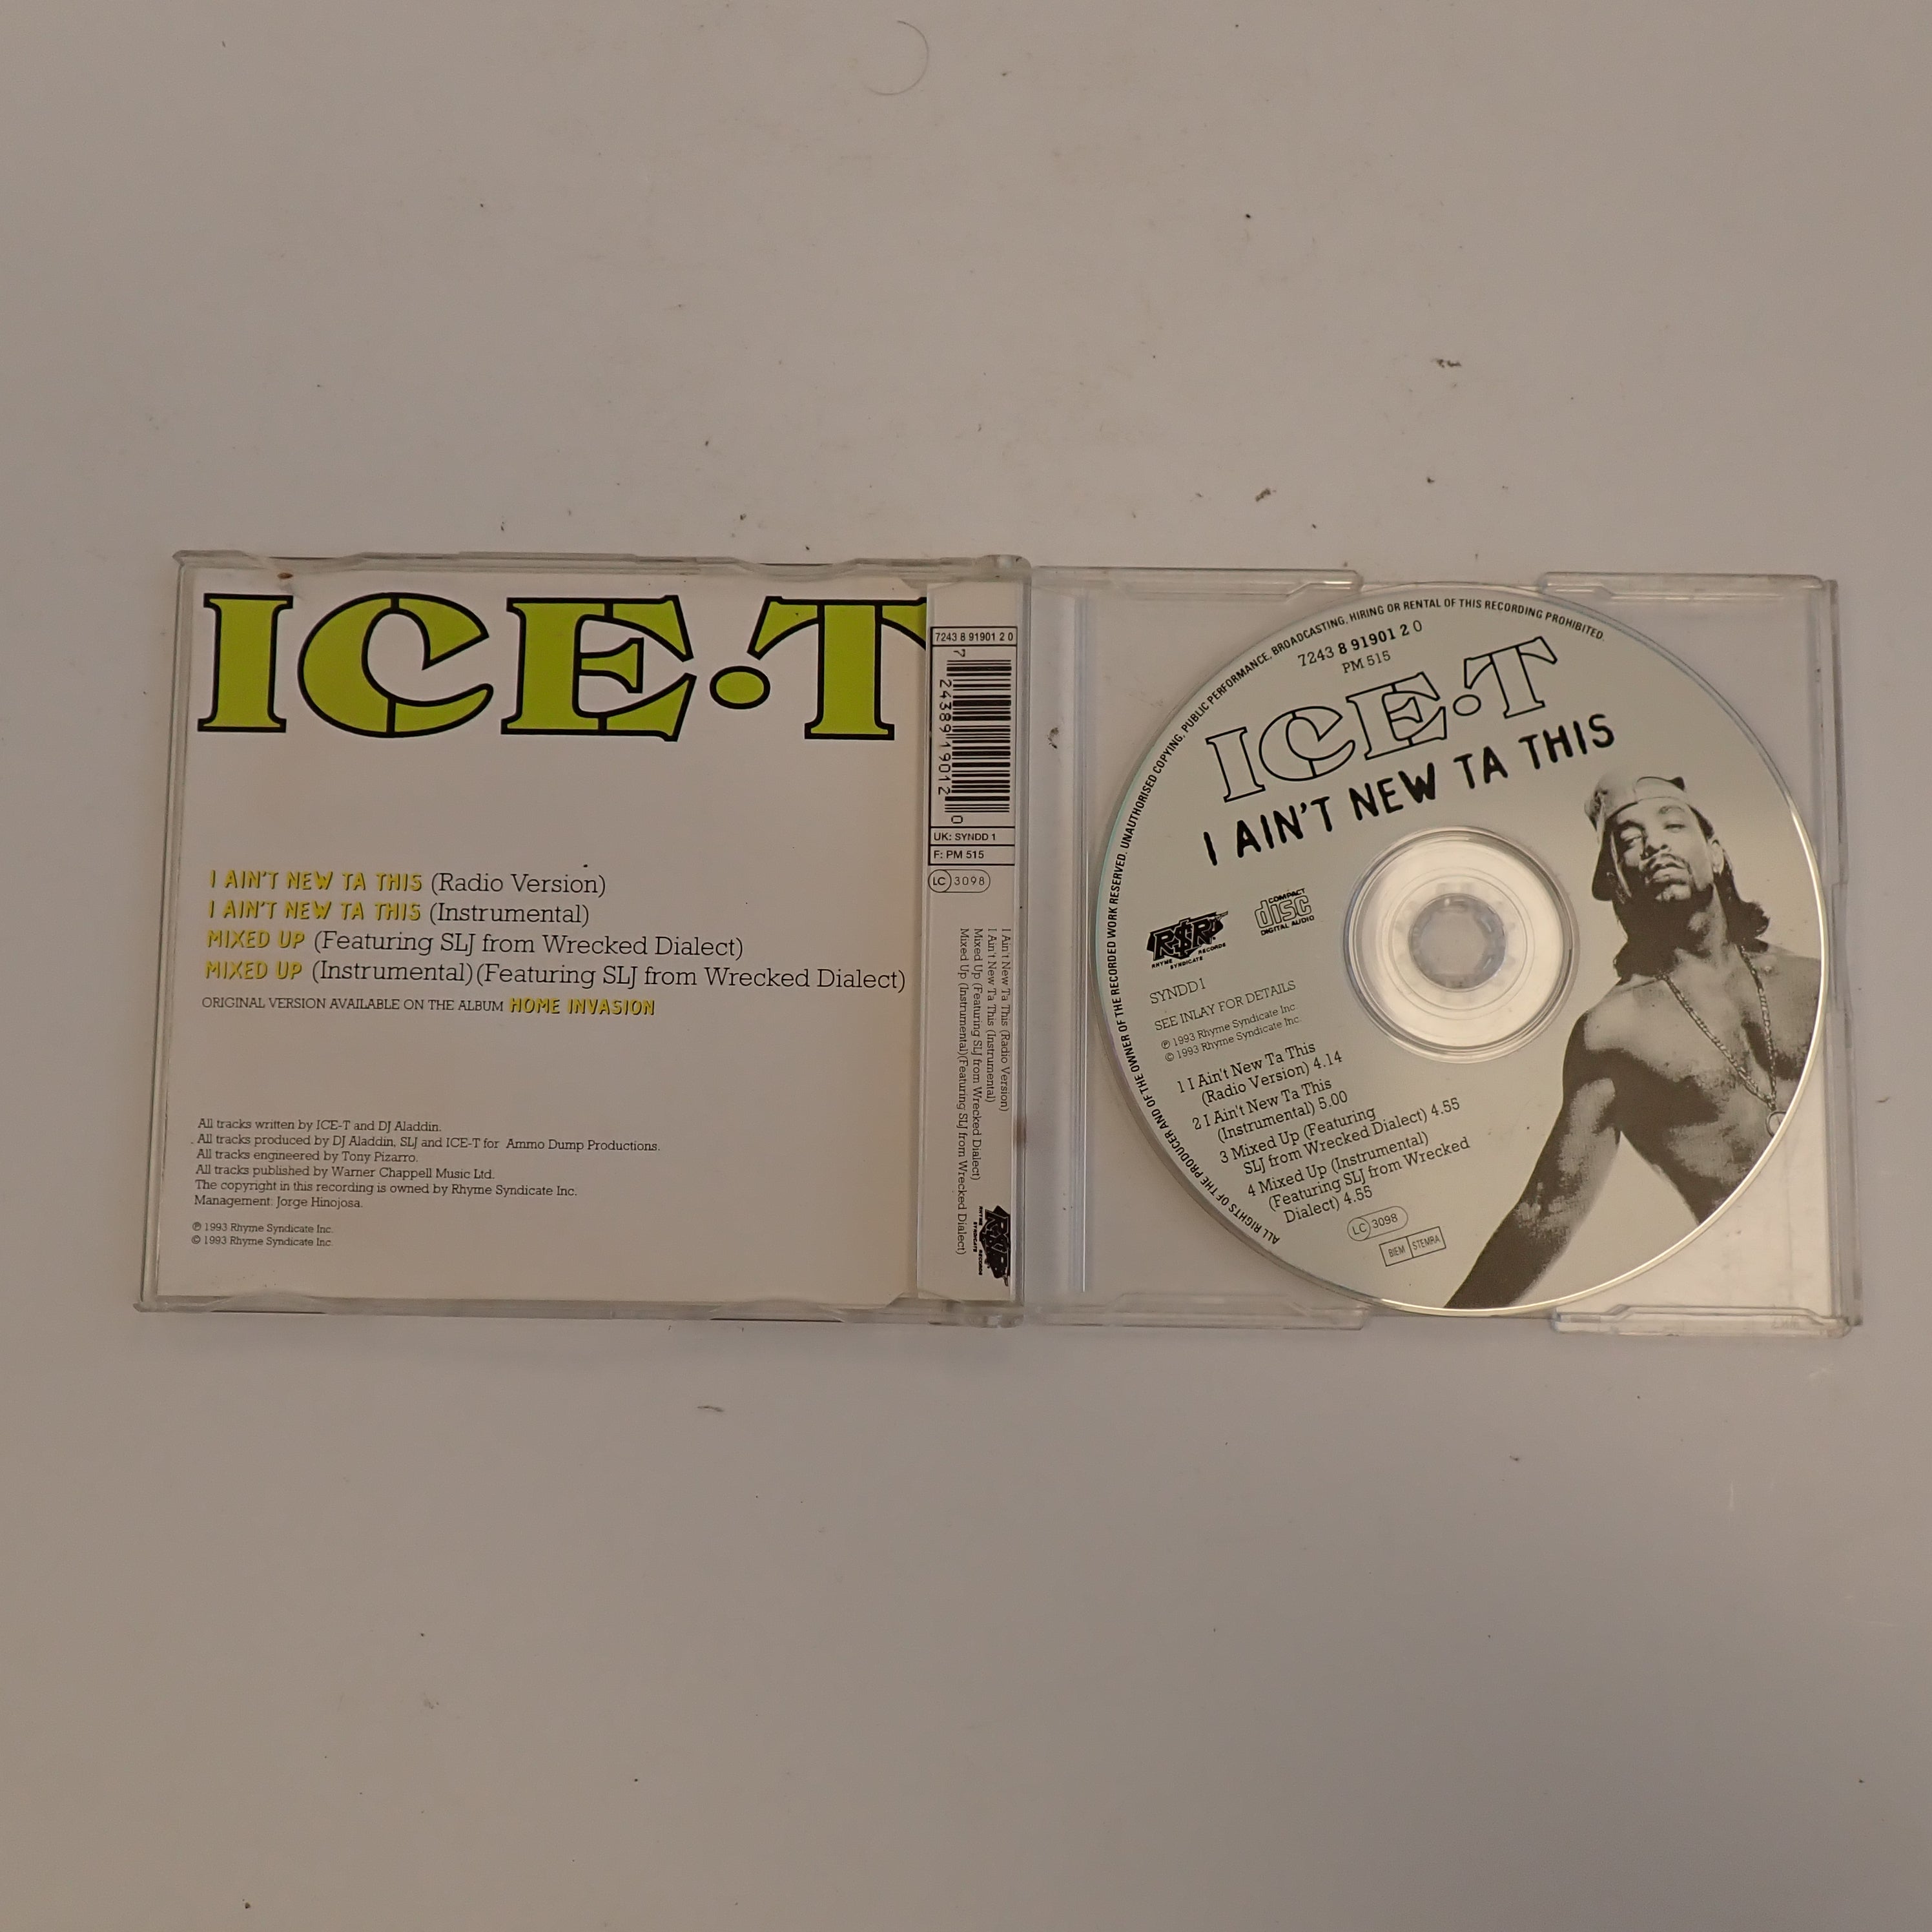 ICE·T
I AIN'T NEW TA THIS (Radio Version)
I AIN'T NEW TA THIS (Instrumental)
MIXED UP (Featuring SLJ from Wrecked Dialect)
MIXED UP (Instrumental)(Featuring SLJ from Wrecked Dialect)
ORIGINAL VERSION AVAILABLE ON THE ALBUM HOME INVASION
All tracks written by ICE-T and DJ Aladdin.
All tracks produced by DJ Aladdin, SLJ and ICE-T for Ammo Dump Productions.
All tracks engineered by Tony Pizarro.
All tracks published by Warner Chappell Music Ltd.
The copyright in this recording is owned by Rhyme Syndicate Inc.
Management: Jorge Hinojosa.
℗ 1993 Rhyme Syndicate Inc.
© 1993 Rhyme Syndicate Inc.
7243 8 91901 2 0
7 24389 19012 0
UK: SYNDD 1
F: PM 515
LC 3098
I Ain't New Ta This (Radio Version)
I Ain't New Ta This (Instrumental)
Mixed Up (Featuring SLJ from Wrecked Dialect)
Mixed Up (Instrumental)(Featuring SLJ from Wrecked Dialect)
R$R
RHYME SYNDICATE RECORDS
ALL RIGHTS OF THE PRODUCER AND OF THE OWNER OF THE RECORDED WORK RESERVED. UNAUTHORISED COPYING, PUBLIC PERFORMANCE, BROADCASTING, HIRING OR RENTAL OF THIS RECORDING PROHIBITED.
7243 8 91901 2 0
PM 515
ICE·T
I AIN'T NEW TA THIS
R$R
RHYME SYNDICATE RECORDS
COMPACT
disc
DIGITAL AUDIO
SYNDD1
SEE INLAY FOR DETAILS
℗ 1993 Rhyme Syndicate Inc.
© 1993 Rhyme Syndicate Inc.
1 I Ain't New Ta This
(Radio Version) 4.14
2 I Ain't New Ta This
(Instrumental) 5.00
3 Mixed Up (Featuring
SLJ from Wrecked Dialect) 4.55
4 Mixed Up (Instrumental)
(Featuring SLJ from Wrecked
Dialect) 4.55
LC 3098
BIEM STEMRA